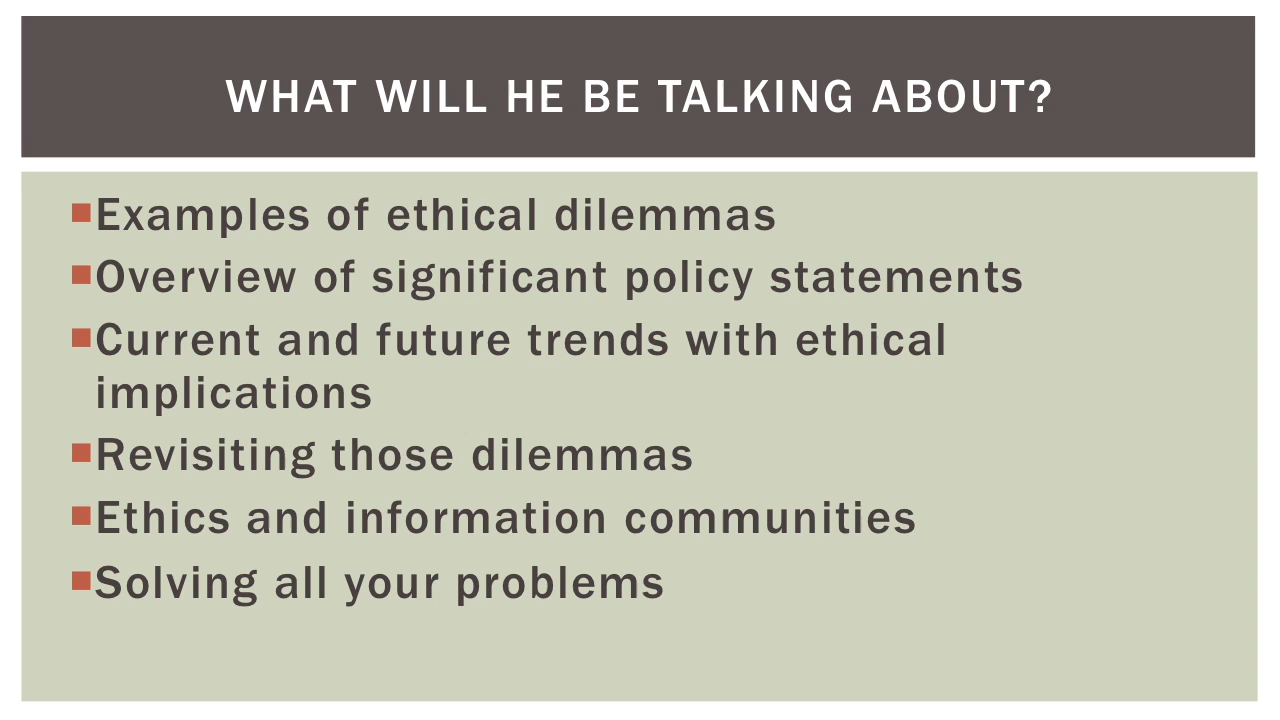 WHAT WILL HE BE TALKING ABOUT?
Examples of ethical dilemmas
Overview of significant policy statements
Current and future trends with ethical
implications
Revisiting those dilemmas
Ethics and information communities
Solving all your problems